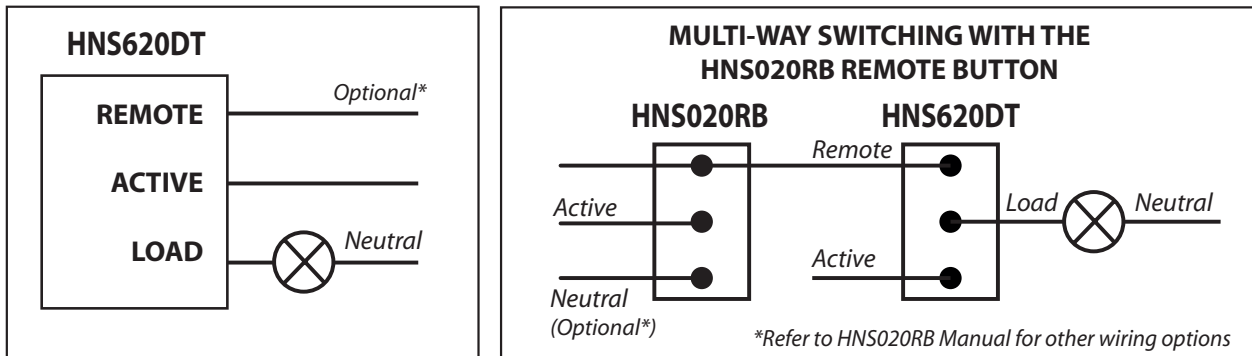 HNS620DT
REMOTE
Optional*
ACTIVE
LOAD
Neutral
MULTI-WAY SWITCHING WITH THE
HNS020RB REMOTE BUTTON
HNS020RB
HNS620DT
Remote
Active
Load
Neutral
Active
Neutral
(Optional*)
*Refer to HNS020RB Manual for other wiring options